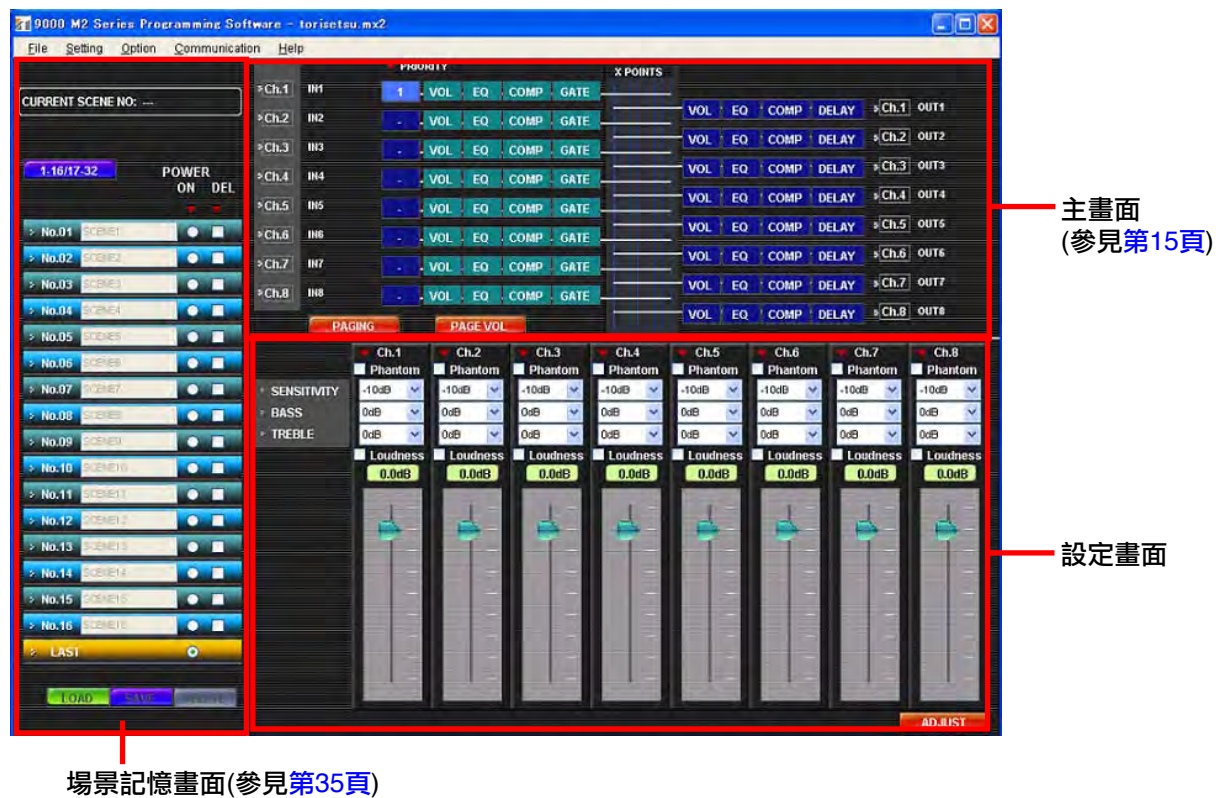 9000 M2 Series Programming Software - torisetsu.mx2
File Setting Option Communication Help
CURRENT SCENE NO: ---
1-16/17-32
POWER
ON DEL
No.01 SCENE1
No.02 SCENE2
No.03 SCENE3
No.04 SCENE4
No.05 SCENE5
No.06 SCENE6
No.07 SCENE7
No.08 SCENE8
No.09 SCENE9
No.10 SCENE10
No.11 SCENE11
No.12 SCENE12
No.13 SCENE13
No.14 SCENE14
No.15 SCENE15
No.16 SCENE16
LAST
LOAD SAVE
PRIORITY
X POINTS
Ch.1 IN1 1 VOL EQ COMP GATE
Ch.2 IN2 - VOL EQ COMP GATE
Ch.3 IN3 - VOL EQ COMP GATE
Ch.4 IN4 - VOL EQ COMP GATE
Ch.5 IN5 - VOL EQ COMP GATE
Ch.6 IN6 - VOL EQ COMP GATE
Ch.7 IN7 - VOL EQ COMP GATE
Ch.8 IN8 - VOL EQ COMP GATE
VOL EQ COMP DELAY Ch.1 OUT1
VOL EQ COMP DELAY Ch.2 OUT2
VOL EQ COMP DELAY Ch.3 OUT3
VOL EQ COMP DELAY Ch.4 OUT4
VOL EQ COMP DELAY Ch.5 OUT5
VOL EQ COMP DELAY Ch.6 OUT6
VOL EQ COMP DELAY Ch.7 OUT7
VOL EQ COMP DELAY Ch.8 OUT8
PAGING PAGE VOL
Ch.1 Ch.2 Ch.3 Ch.4 Ch.5 Ch.6 Ch.7 Ch.8
Phantom Phantom Phantom Phantom Phantom Phantom Phantom Phantom
SENSITIVITY -10dB -10dB -10dB -10dB -10dB -10dB -10dB -10dB
BASS 0dB 0dB 0dB 0dB 0dB 0dB 0dB 0dB
TREBLE 0dB 0dB 0dB 0dB 0dB 0dB 0dB 0dB
Loudness Loudness Loudness Loudness Loudness Loudness Loudness Loudness
0.0dB 0.0dB 0.0dB 0.0dB 0.0dB 0.0dB 0.0dB 0.0dB
ADJUST
主畫面
(參見第15頁)
設定畫面
場景記憶畫面(參見第35頁)